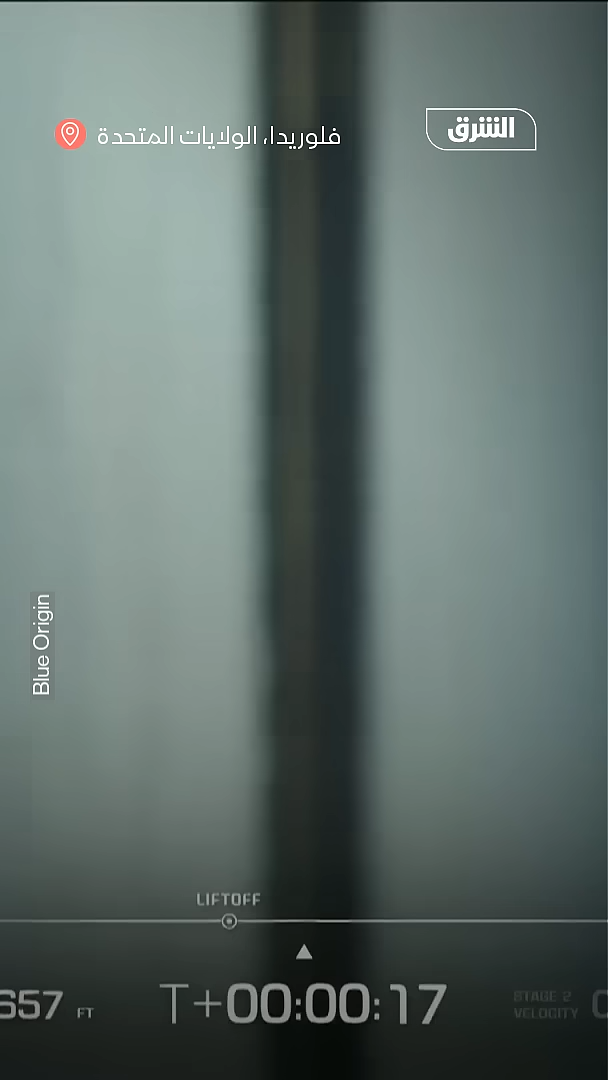 الشرق
فلوريدا، الولايات المتحدة
Blue Origin
LIFTOFF
657 FT
T+00:00:17
STAGE 2
VELOCITY